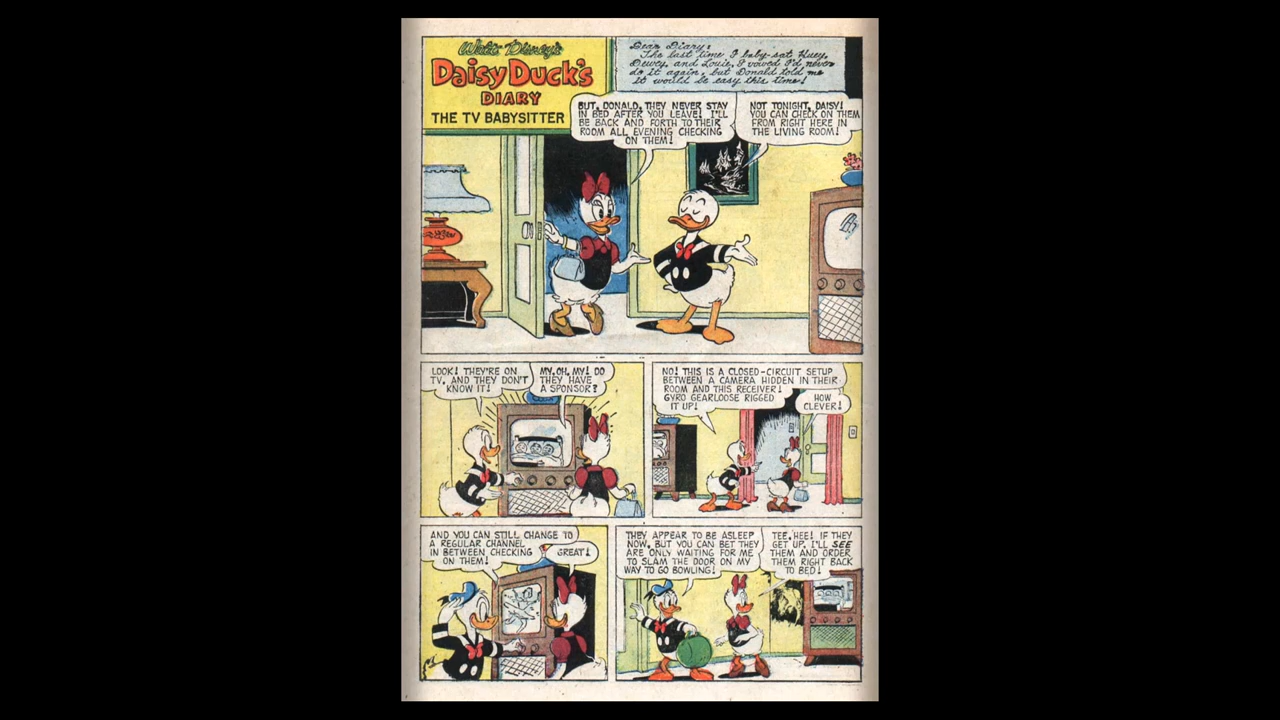 Walt Disney's
Daisy Duck's
DIARY
THE TV BABYSITTER
Dear Diary:
The last time I baby-sat Huey,
Dewey, and Louie, I vowed I'd never
do it again, but Donald told me
it would be easy this time!
BUT, DONALD, THEY NEVER STAY
IN BED AFTER YOU LEAVE! I'LL
BE BACK AND FORTH TO THEIR
ROOM ALL EVENING CHECKING
ON THEM!
NOT TONIGHT, DAISY!
YOU CAN CHECK ON THEM
FROM RIGHT HERE IN
THE LIVING ROOM!
LOOK! THEY'RE ON
TV, AND THEY DON'T
KNOW IT!
MY, OH, MY! DO
THEY HAVE
A SPONSOR?
NO! THIS IS A CLOSED-CIRCUIT SETUP
BETWEEN A CAMERA HIDDEN IN THEIR
ROOM AND THIS RECEIVER!
GYRO GEARLOOSE RIGGED
IT UP!
HOW
CLEVER!
AND YOU CAN STILL CHANGE TO
A REGULAR CHANNEL
IN BETWEEN CHECKING
ON THEM!
GREAT!
THEY APPEAR TO BE ASLEEP
NOW, BUT YOU CAN BET THEY
ARE ONLY WAITING FOR ME
TO SLAM THE DOOR ON MY
WAY TO GO BOWLING!
TEE, HEE! IF THEY
GET UP, I'LL SEE
THEM AND ORDER
THEM RIGHT BACK
TO BED!